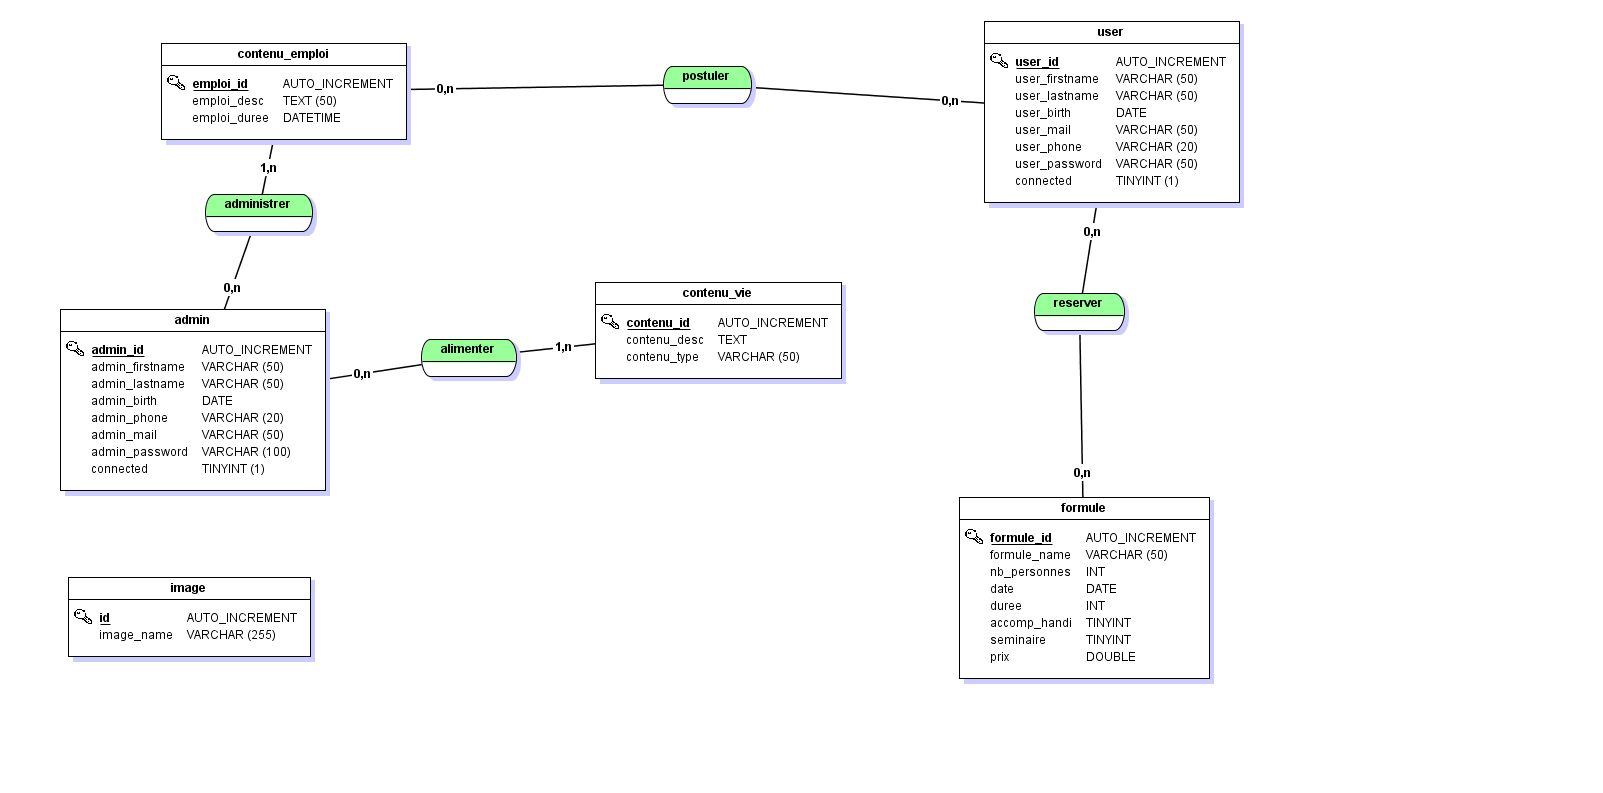 contenu_emploi
emploi_id AUTO_INCREMENT
emploi_desc TEXT (50)
emploi_duree DATETIME
0,n
postuler
0,n
user
user_id AUTO_INCREMENT
user_firstname VARCHAR (50)
user_lastname VARCHAR (50)
user_birth DATE
user_mail VARCHAR (50)
user_phone VARCHAR (20)
user_password VARCHAR (50)
connected TINYINT (1)
1,n
administrer
0,n
admin
admin_id AUTO_INCREMENT
admin_firstname VARCHAR (50)
admin_lastname VARCHAR (50)
admin_birth DATE
admin_phone VARCHAR (20)
admin_mail VARCHAR (50)
admin_password VARCHAR (100)
connected TINYINT (1)
0,n
alimenter
1,n
contenu_vie
contenu_id AUTO_INCREMENT
contenu_desc TEXT
contenu_type VARCHAR (50)
0,n
reserver
0,n
formule
formule_id AUTO_INCREMENT
formule_name VARCHAR (50)
nb_personnes INT
date DATE
duree INT
accomp_handi TINYINT
seminaire TINYINT
prix DOUBLE
image
id AUTO_INCREMENT
image_name VARCHAR (255)